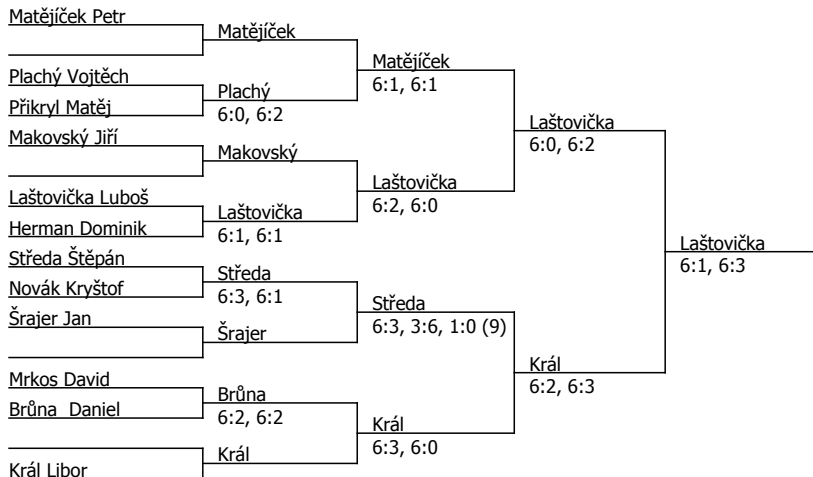 Matějíček Petr
Matějíček
Matějíček
6:1, 6:1
Plachý Vojtěch
Plachý
6:0, 6:2
Přikryl Matěj
Laštovička
6:0, 6:2
Makovský Jiří
Makovský
Laštovička
6:2, 6:0
Laštovička Luboš
Laštovička
6:1, 6:1
Herman Dominik
Laštovička
6:1, 6:3
Středa Štěpán
Středa
6:3, 6:1
Novák Kryštof
Středa
6:3, 3:6, 1:0 (9)
Šrajer Jan
Šrajer
Král
6:2, 6:3
Mrkos David
Brůna
6:2, 6:2
Brůna  Daniel
Král
6:3, 6:0
Král
Král Libor